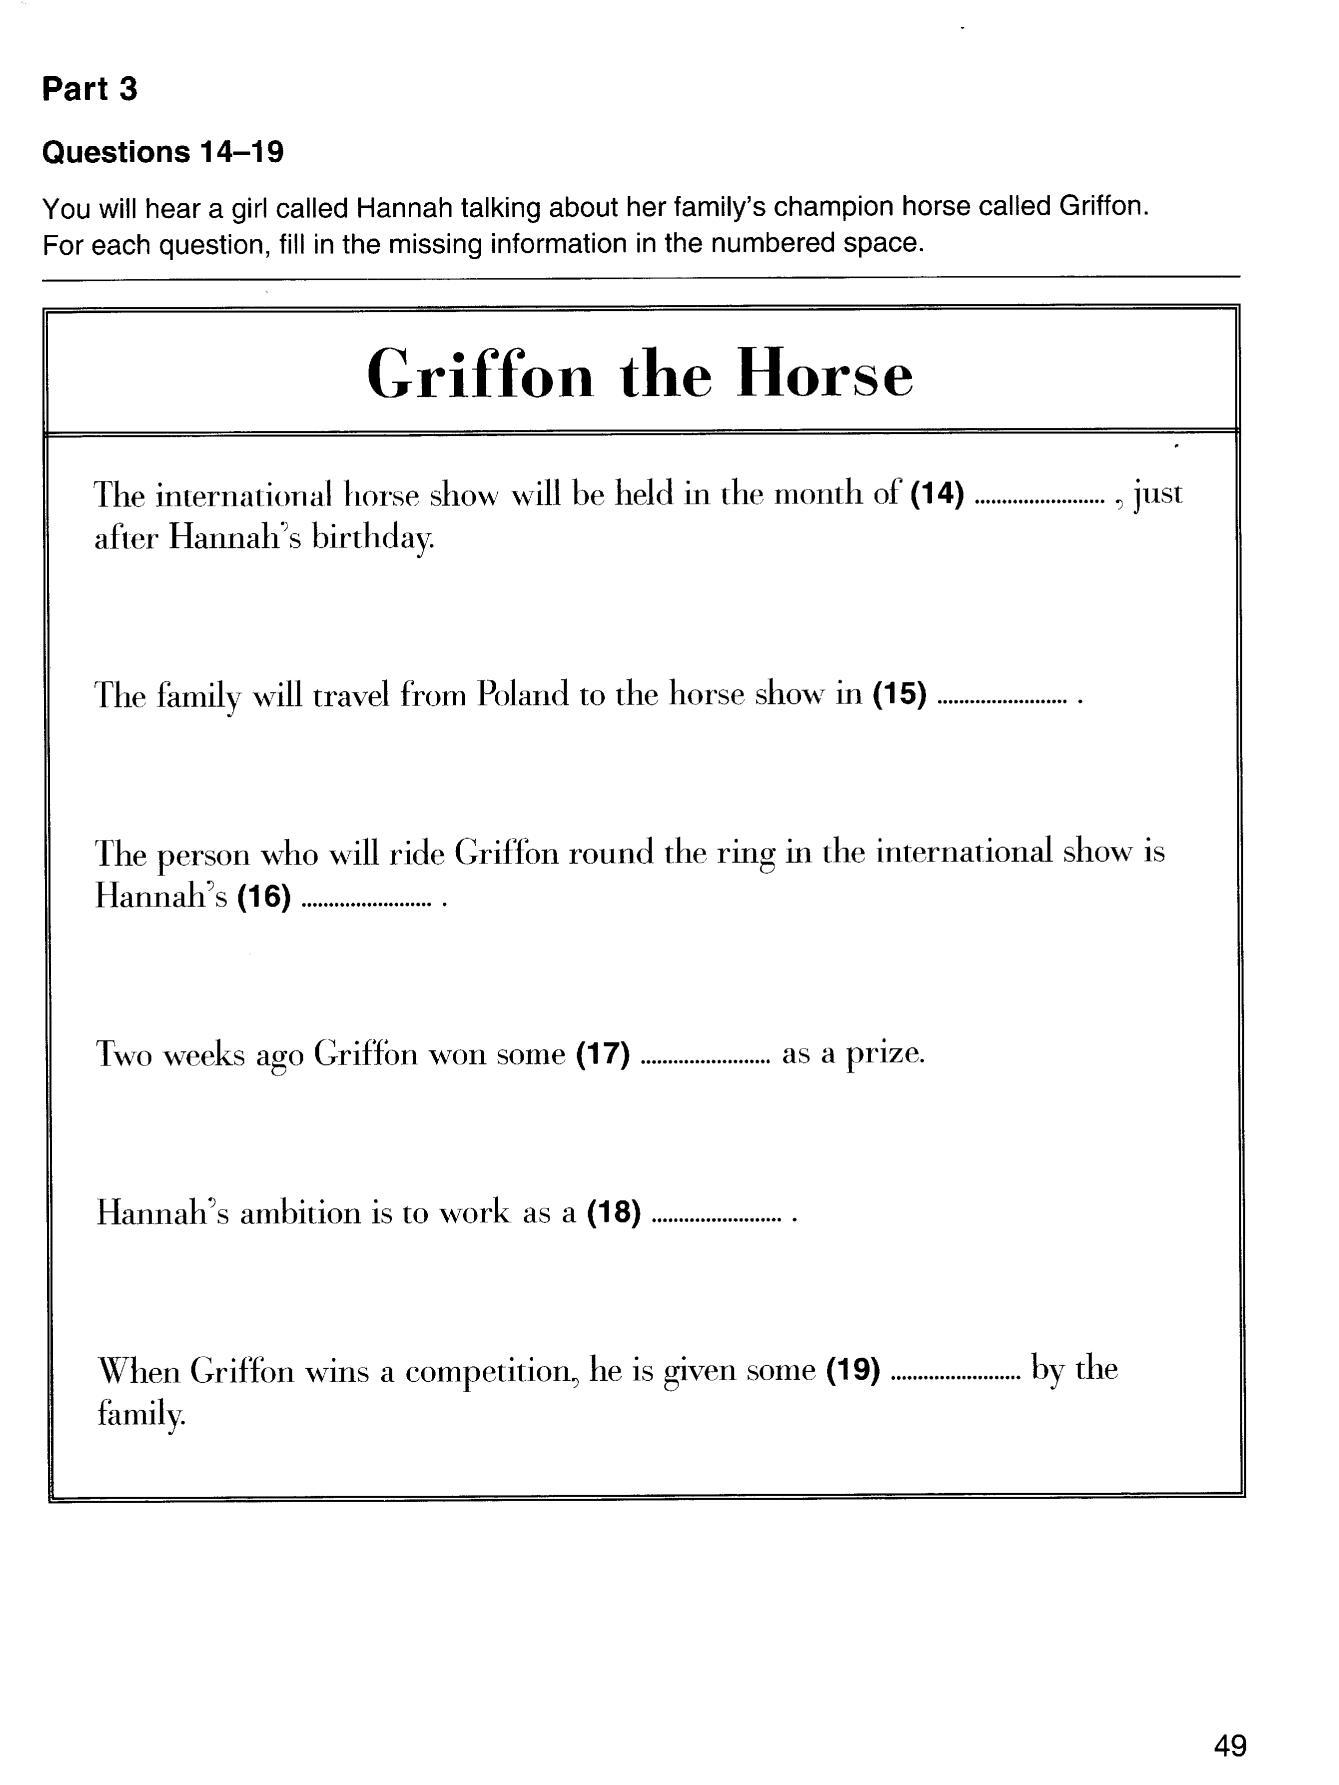 Part 3
Questions 14–19
You will hear a girl called Hannah talking about her family's champion horse called Griffon.
For each question, fill in the missing information in the numbered space.
Griffon the Horse
The international horse show will be held in the month of (14) ........................ , just
after Hannah's birthday.
The family will travel from Poland to the horse show in (15) ........................ .
The person who will ride Griffon round the ring in the international show is
Hannah's (16) ........................ .
Two weeks ago Griffon won some (17) ........................ as a prize.
Hannah's ambition is to work as a (18) ........................ .
When Griffon wins a competition, he is given some (19) ........................ by the
family.
49